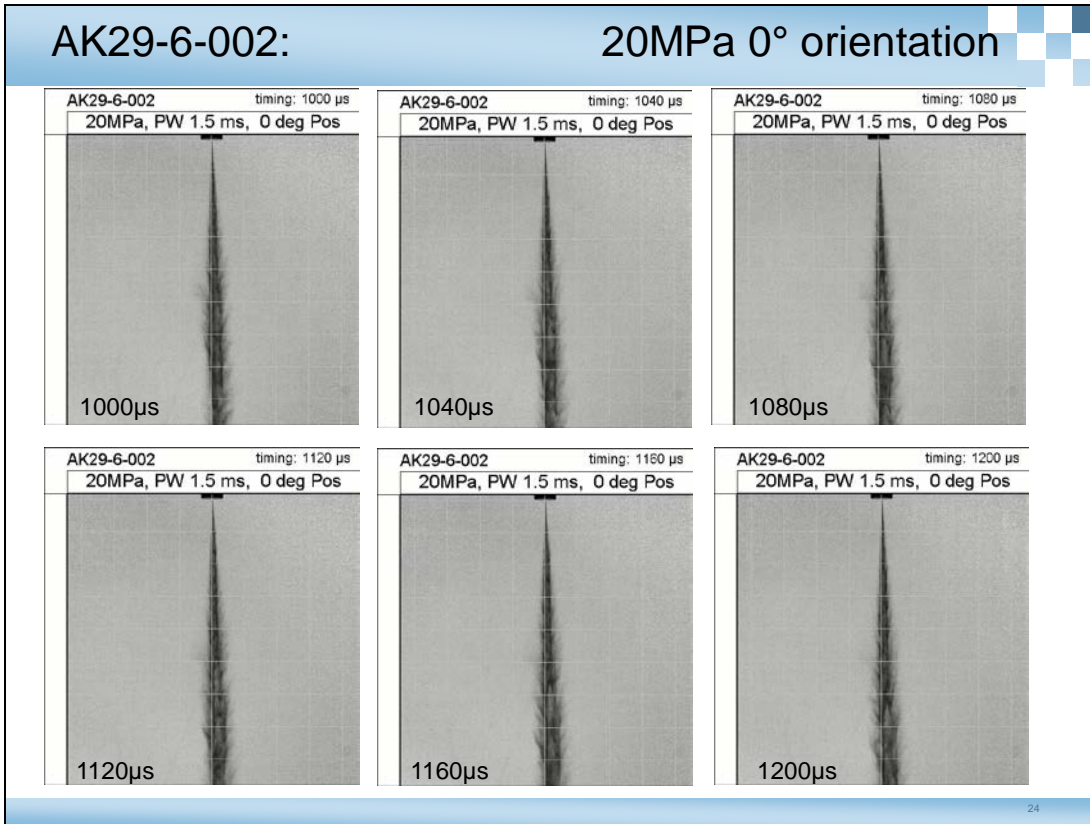 AK29-6-002: 20MPa 0° orientation
AK29-6-002 timing: 1000 µs
20MPa, PW 1.5 ms, 0 deg Pos
1000µs
AK29-6-002 timing: 1040 µs
20MPa, PW 1.5 ms, 0 deg Pos
1040µs
AK29-6-002 timing: 1080 µs
20MPa, PW 1.5 ms, 0 deg Pos
1080µs
AK29-6-002 timing: 1120 µs
20MPa, PW 1.5 ms, 0 deg Pos
1120µs
AK29-6-002 timing: 1160 µs
20MPa, PW 1.5 ms, 0 deg Pos
1160µs
AK29-6-002 timing: 1200 µs
20MPa, PW 1.5 ms, 0 deg Pos
1200µs
24